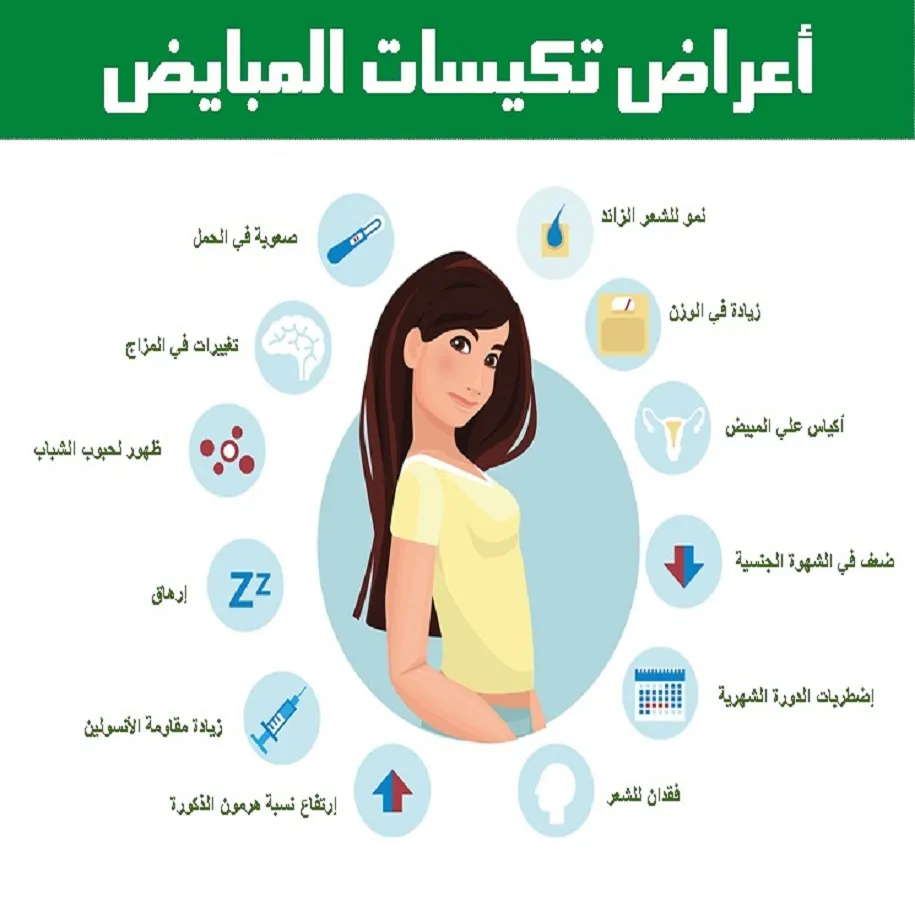 أعراض تكيسات المبايض
نمو للشعر الزائد
صعوبة في الحمل
زيادة في الوزن
تغييرات في المزاج
أكياس علي المبيض
ظهور لحبوب الشباب
ضعف في الشهوة الجنسية
إرهاق
Zz
إضطربات الدورة الشهرية
زيادة مقاومة الأنسولين
فقدان للشعر
إرتفاع نسبة هرمون الذكورة